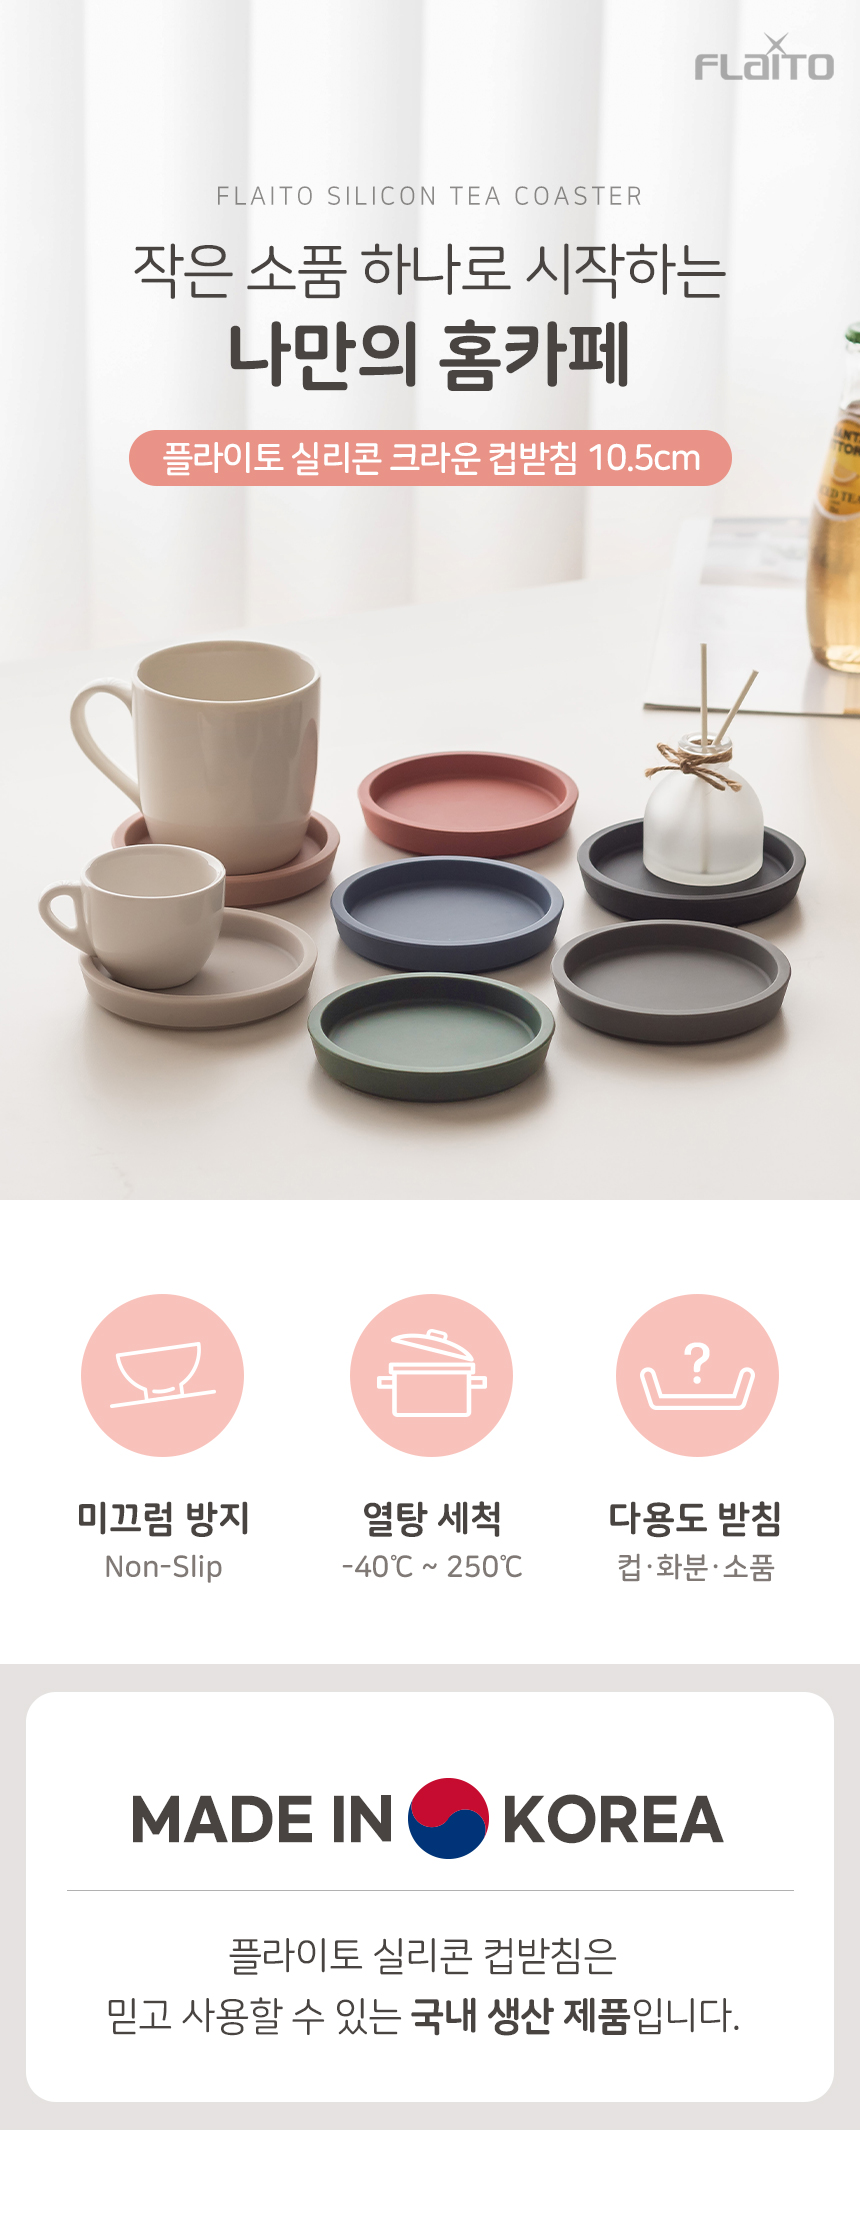 FLaiTO
FLAITO SILICON TEA COASTER
작은 소품 하나로 시작하는
나만의 홈카페
플라이토 실리콘 크라운 컵받침 10.5cm
?
미끄럼 방지
Non-Slip
열탕 세척
-40℃ ~ 250℃
다용도 받침
컵·화분·소품
MADE IN KOREA
플라이토 실리콘 컵받침은
믿고 사용할 수 있는 국내 생산 제품입니다.